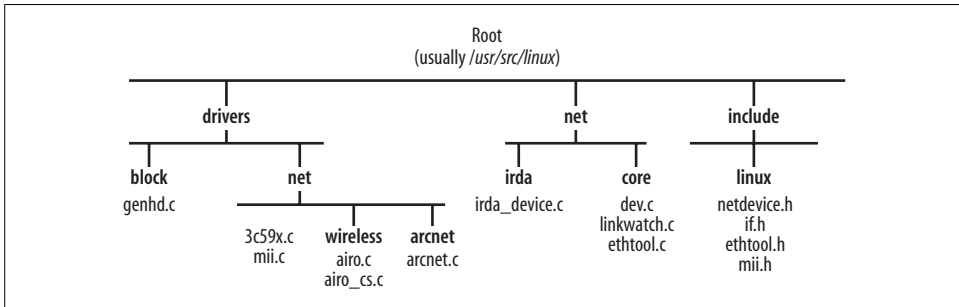 Root
(usually /usr/src/linux)
drivers
net
include
block
net
irda
core
linux
genhd.c
irda_device.c
dev.c
linkwatch.c
ethtool.c
netdevice.h
if.h
ethtool.h
mii.h
3c59x.c
mii.c
wireless
airo.c
airo_cs.c
arcnet
arcnet.c